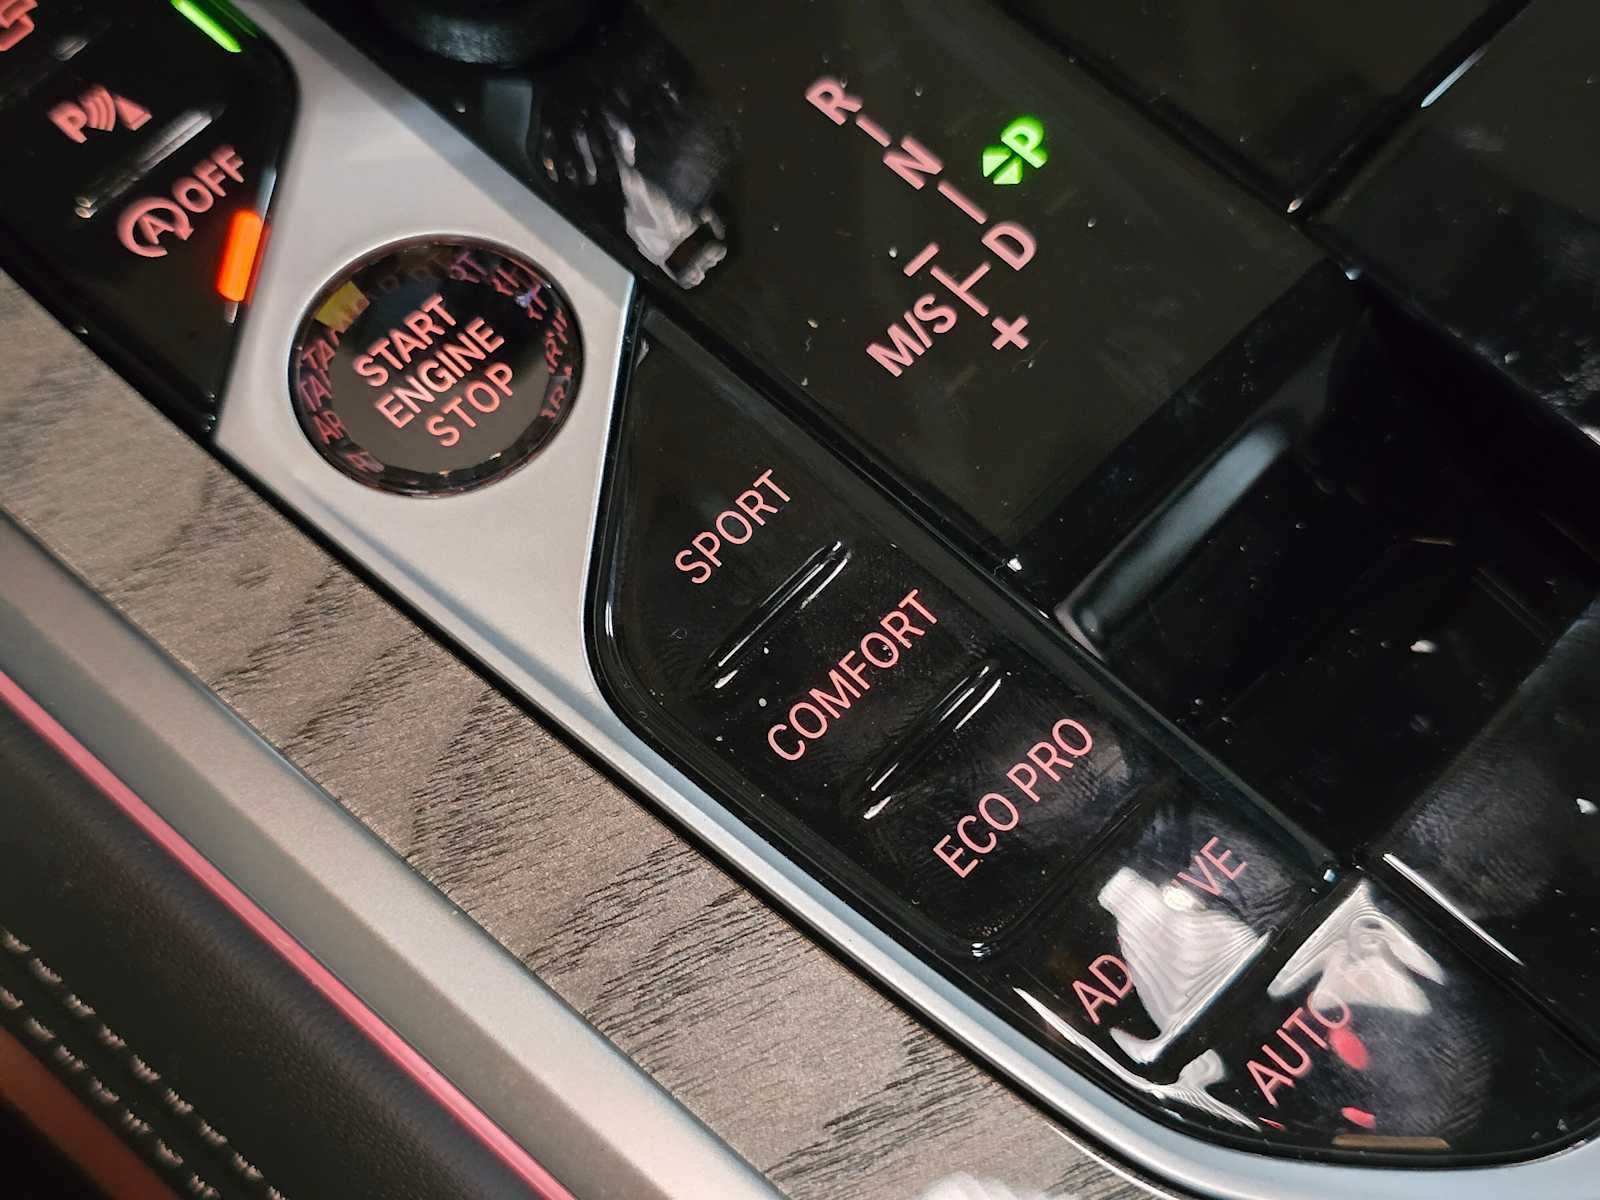 P
OFF
START
ENGINE
STOP
R
N
P
D
M/S
+
SPORT
COMFORT
ECO PRO
AUTO